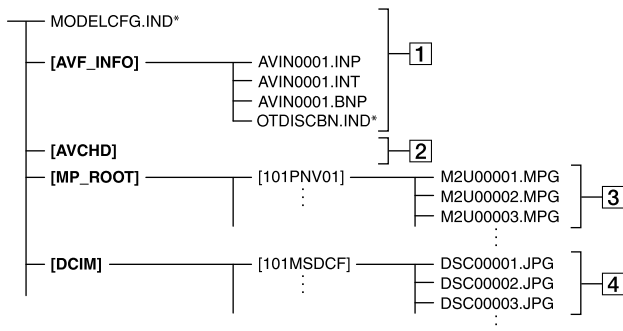 MODELCFG.IND*
[AVF_INFO] AVIN0001.INP
AVIN0001.INT
1
AVIN0001.BNP
OTDISCBN.IND*
[AVCHD] 2
[MP_ROOT] [101PNV01] M2U00001.MPG
M2U00002.MPG 3
M2U00003.MPG
[DCIM] [101MSDCF] DSC00001.JPG
DSC00002.JPG 4
DSC00003.JPG